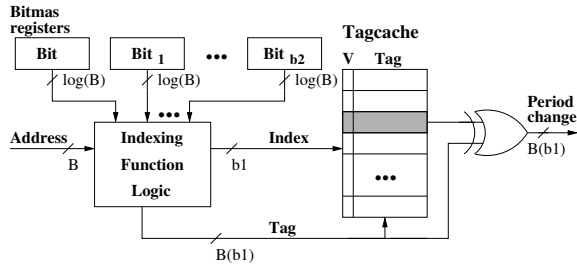 Bitmas
registers
Tagcache
Bit
Bit 1
•••
Bit b2
V Tag
log(B) log(B) log(B)
•••
Period
change
Address
B
Indexing
Function
Logic
b1
Index
B(b1)
•••
Tag
B(b1)